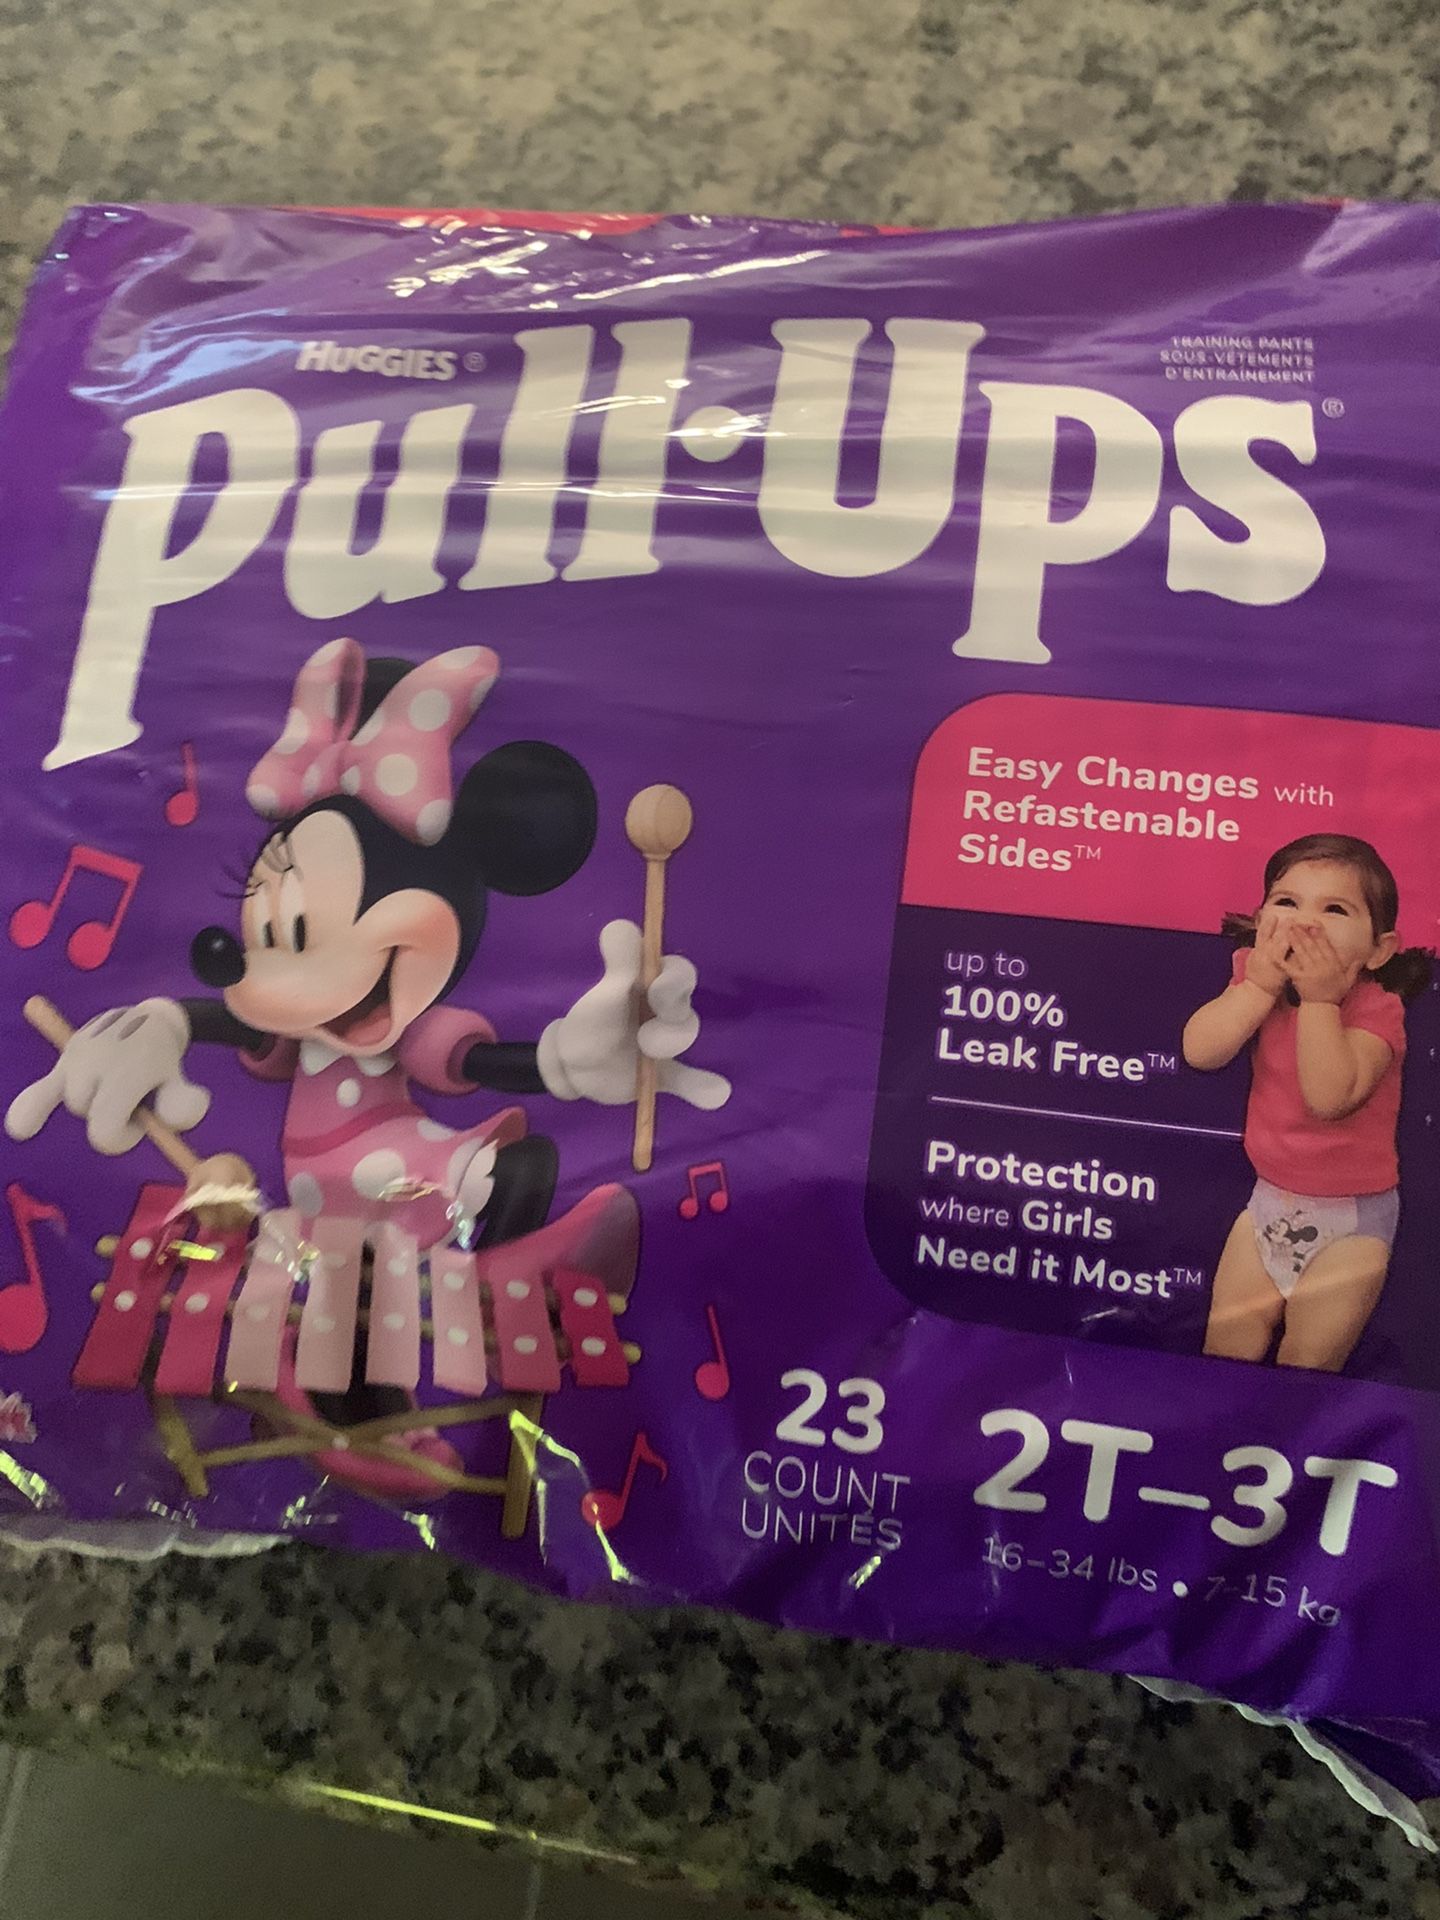 HUGGIES®
Pull-Ups®
TRAINING PANTS
SOUS-VÊTEMENTS
D'ENTRAÎNEMENT
Easy Changes with
Refastenable
Sides™
up to
100%
Leak Free™
Protection
where Girls
Need it Most™
23
COUNT
UNITÉS
2T–3T
16–34 lbs • 7-15 kg